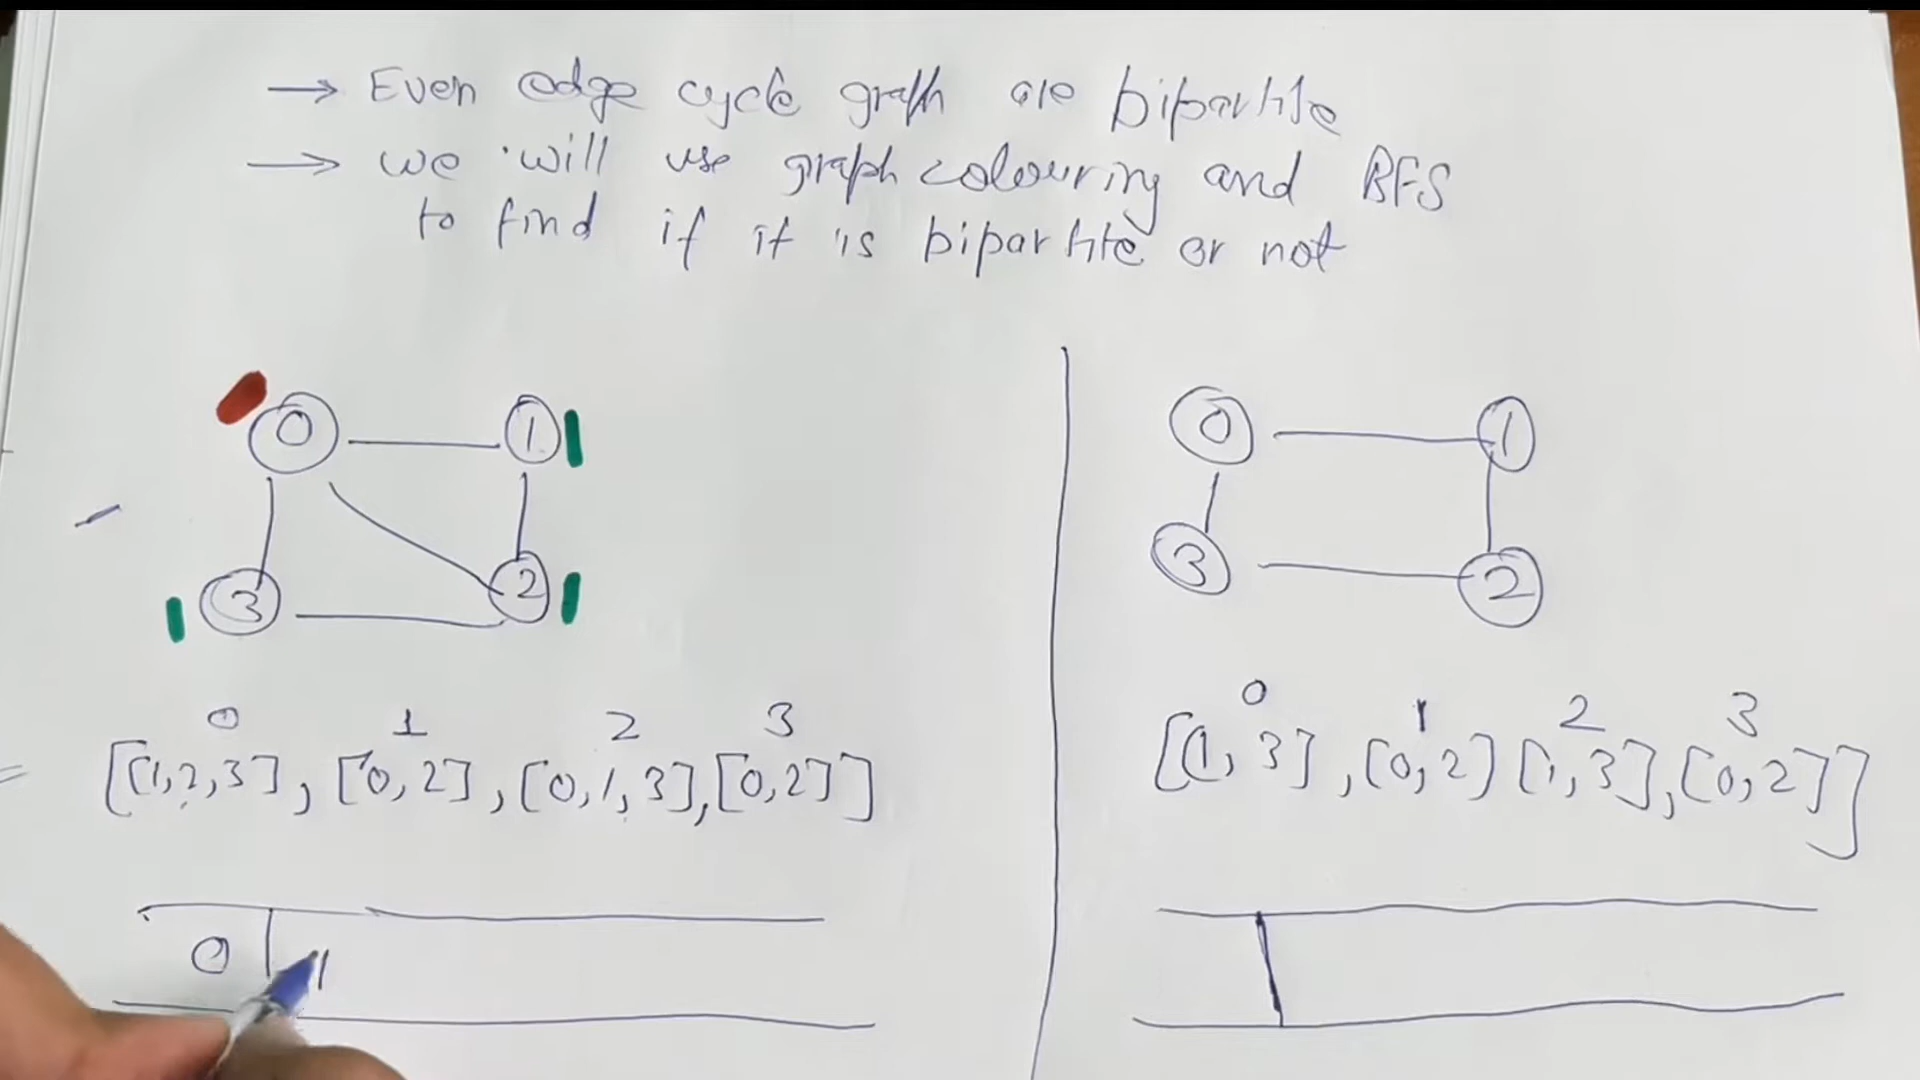 → Even edge cycle graph are bipartite
→ we will use graph colouring and BFS
to find if it is bipartite or not
0 1
3 2
0 1 2 3
[[1,2,3], [0,2], [0,1,3], [0,2]]
0 1
0 1
3 2
0 1 2 3
[[1,3], [0,2] [1,3], [0,2]]